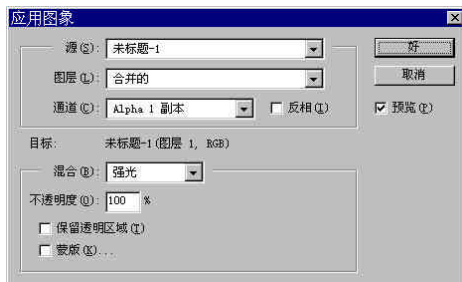 应用图象
源(S): 未标题-1 好
图层(L): 合并的 取消
通道(C): Alpha 1 副本 反相(I) 预览(P)
目标: 未标题-1(图层 1, RGB)
混合(B): 强光
不透明度(O): 100 %
保留透明区域(T)
蒙版(K)...